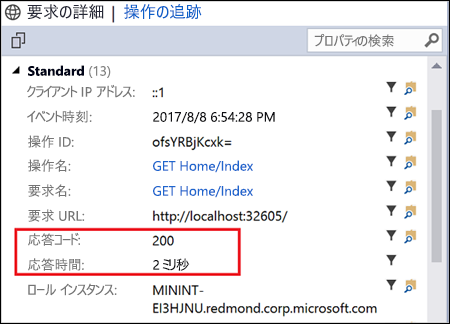 要求の詳細 | 操作の追跡
プロパティの検索
Standard (13)
クライアント IP アドレス: ::1
イベント時刻: 2017/8/8 6:54:28 PM
操作 ID: ofsYRBjKcxk=
操作名: GET Home/Index
要求名: GET Home/Index
要求 URL: http://localhost:32605/
応答コード: 200
応答時間: 2 ミリ秒
ロール インスタンス: MININT-
EI3HJNU.redmond.corp.microsoft.com